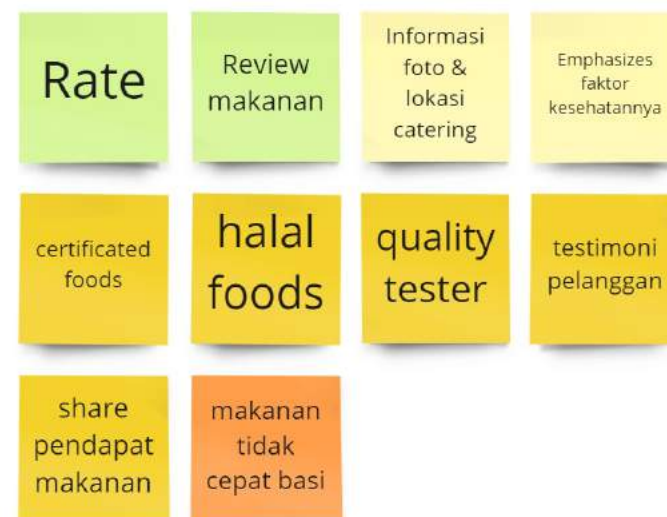 Rate
Review
makanan
Informasi
foto &
lokasi
catering
Emphasizes
faktor
kesehatannya
certificated
foods
halal
foods
quality
tester
testimoni
pelanggan
share
pendapat
makanan
makanan
tidak
cepat basi